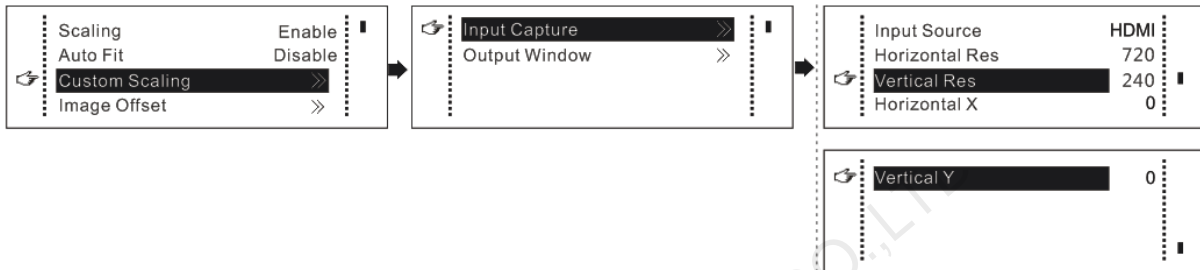 Scaling Enable
Auto Fit Disable
Custom Scaling »
Image Offset »
Input Capture »
Output Window »
Input Source HDMI
Horizontal Res 720
Vertical Res 240
Horizontal X 0
Vertical Y 0
O.,LT